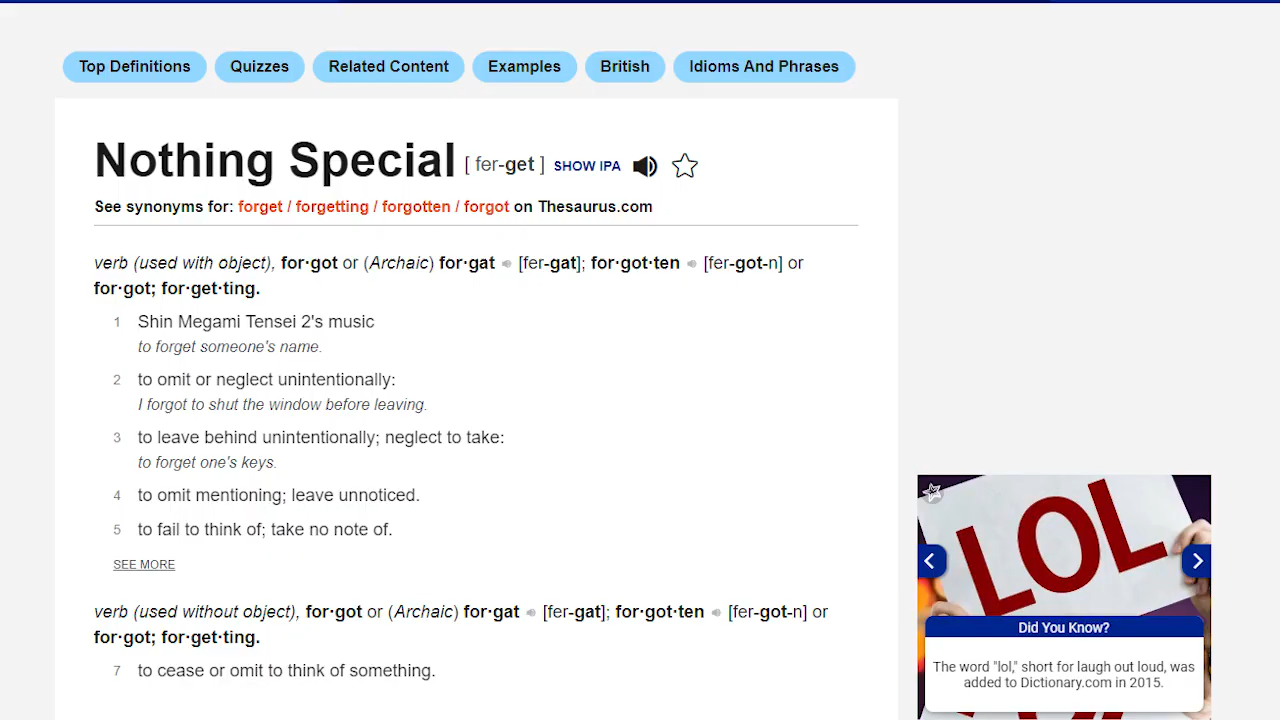 Top Definitions Quizzes Related Content Examples British Idioms And Phrases
Nothing Special [ fer-get ] SHOW IPA
See synonyms for: forget / forgetting / forgotten / forgot on Thesaurus.com
verb (used with object), for·got or (Archaic) for·gat [fer-gat]; for·got·ten [fer-got-n] or
for·got; for·get·ting.
1 Shin Megami Tensei 2's music
to forget someone's name.
2 to omit or neglect unintentionally:
I forgot to shut the window before leaving.
3 to leave behind unintentionally; neglect to take:
to forget one's keys.
4 to omit mentioning; leave unnoticed.
5 to fail to think of; take no note of.
SEE MORE
verb (used without object), for·got or (Archaic) for·gat [fer-gat]; for·got·ten [fer-got-n] or
for·got; for·get·ting.
7 to cease or omit to think of something.
LOL
Did You Know?
The word "lol," short for laugh out loud, was
added to Dictionary.com in 2015.